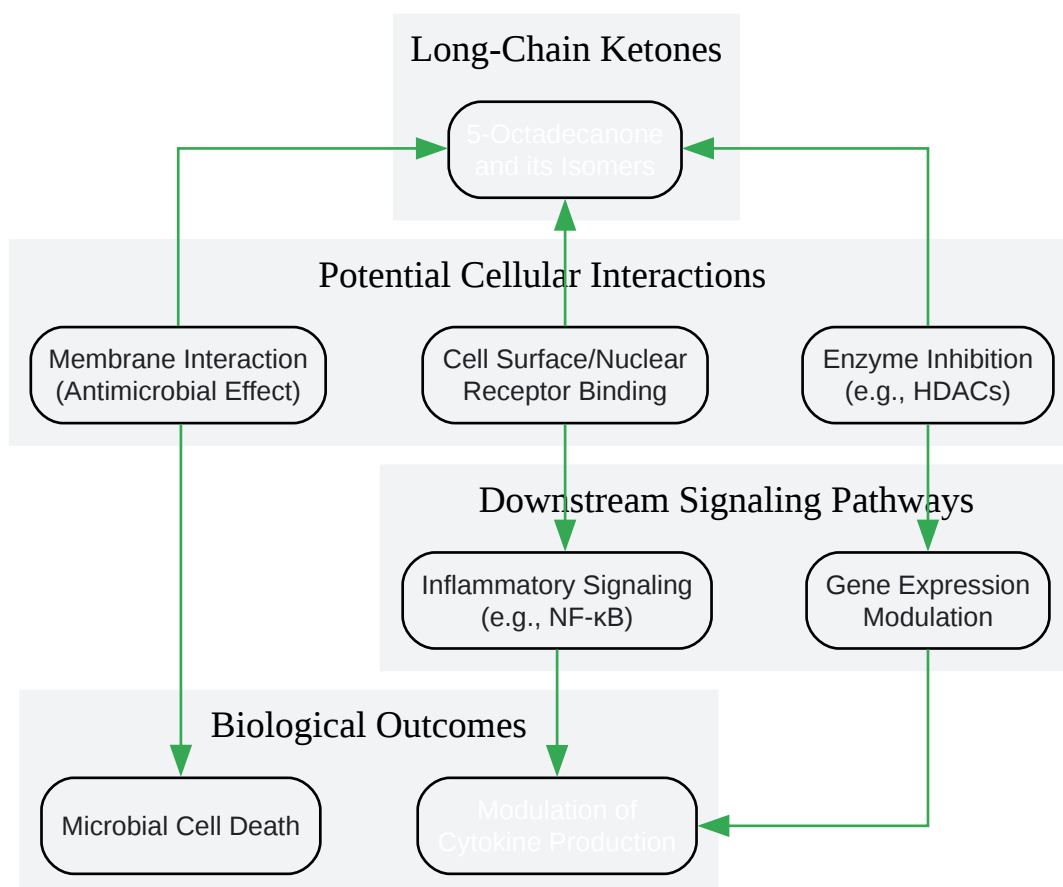 Long-Chain Ketones
5-Octadecanone
and its Isomers
Potential Cellular Interactions
Membrane Interaction
(Antimicrobial Effect)
Cell Surface/Nuclear
Receptor Binding
Enzyme Inhibition
(e.g., HDACs)
Downstream Signaling Pathways
Inflammatory Signaling
(e.g., NF-κB)
Gene Expression
Modulation
Biological Outcomes
Microbial Cell Death
Modulation of
Cytokine Production